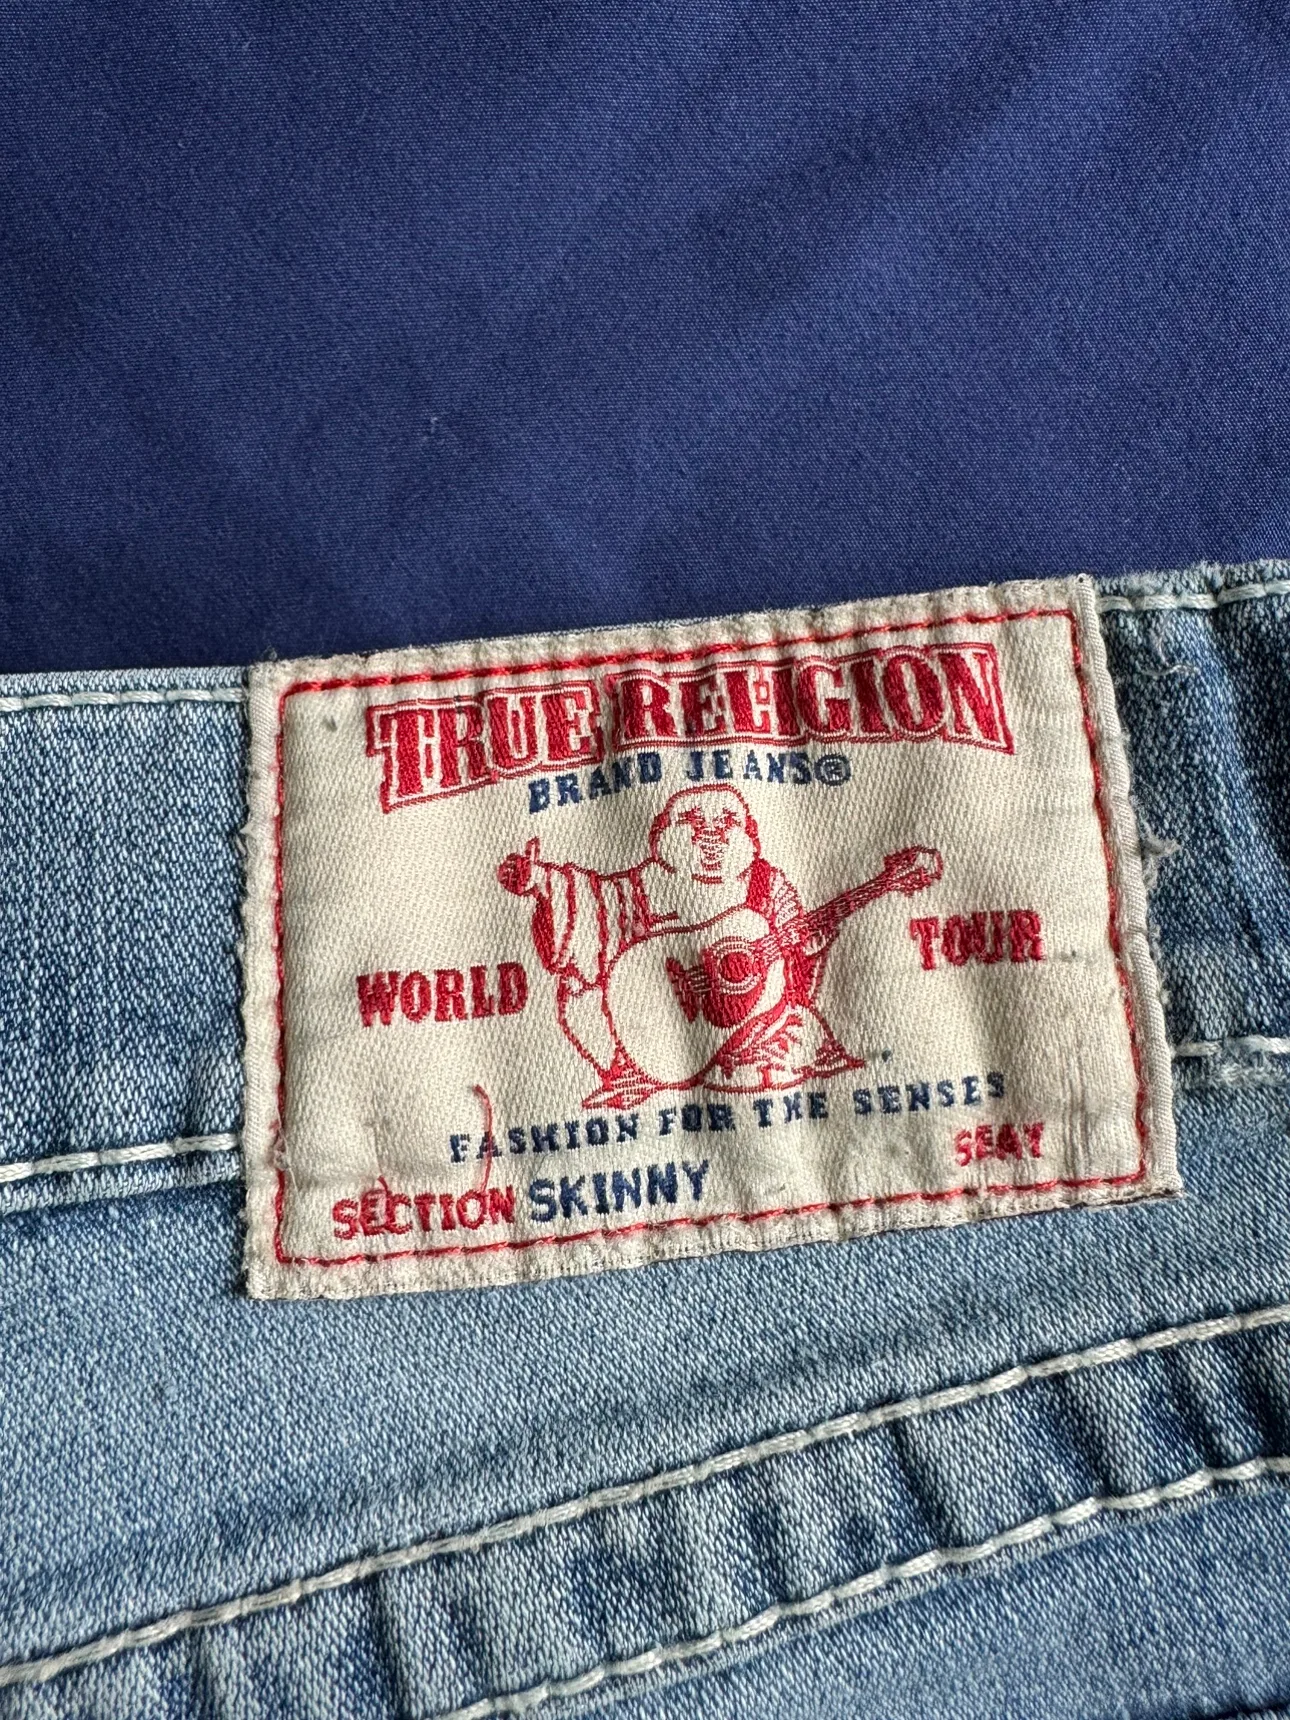 TRUE RELIGION
BRAND JEANS®
WORLD TOUR
FASHION FOR THE SENSES
SEAT
SECTION SKINNY